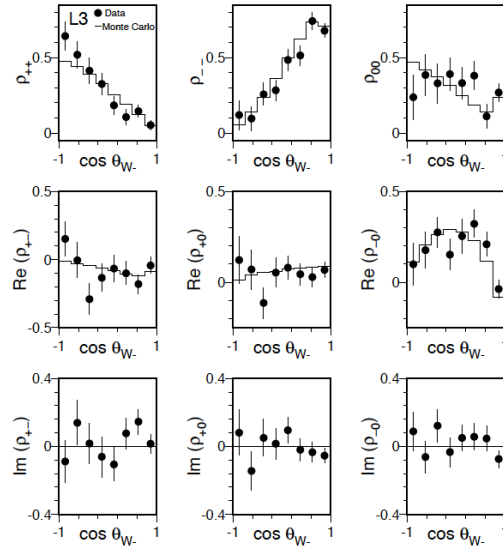 L3 Data
Monte Carlo
ρ++
0.5
0
-1 cos θW- 1
ρ--
0.5
0
-1 cos θW- 1
ρ00
0.5
0
-1 cos θW- 1
Re (ρ+-)
0.5
0
-0.5
-1 cos θW- 1
Re (ρ+0)
0.5
0
-1 cos θW- 1
Re (ρ-0)
0.5
0
-1 cos θW- 1
Im (ρ+-)
0.4
0
-0.4
-1 cos θW- 1
Im (ρ+0)
0.4
0
-0.4
-1 cos θW- 1
Im (ρ-0)
0.4
0
-0.4
-1 cos θW- 1